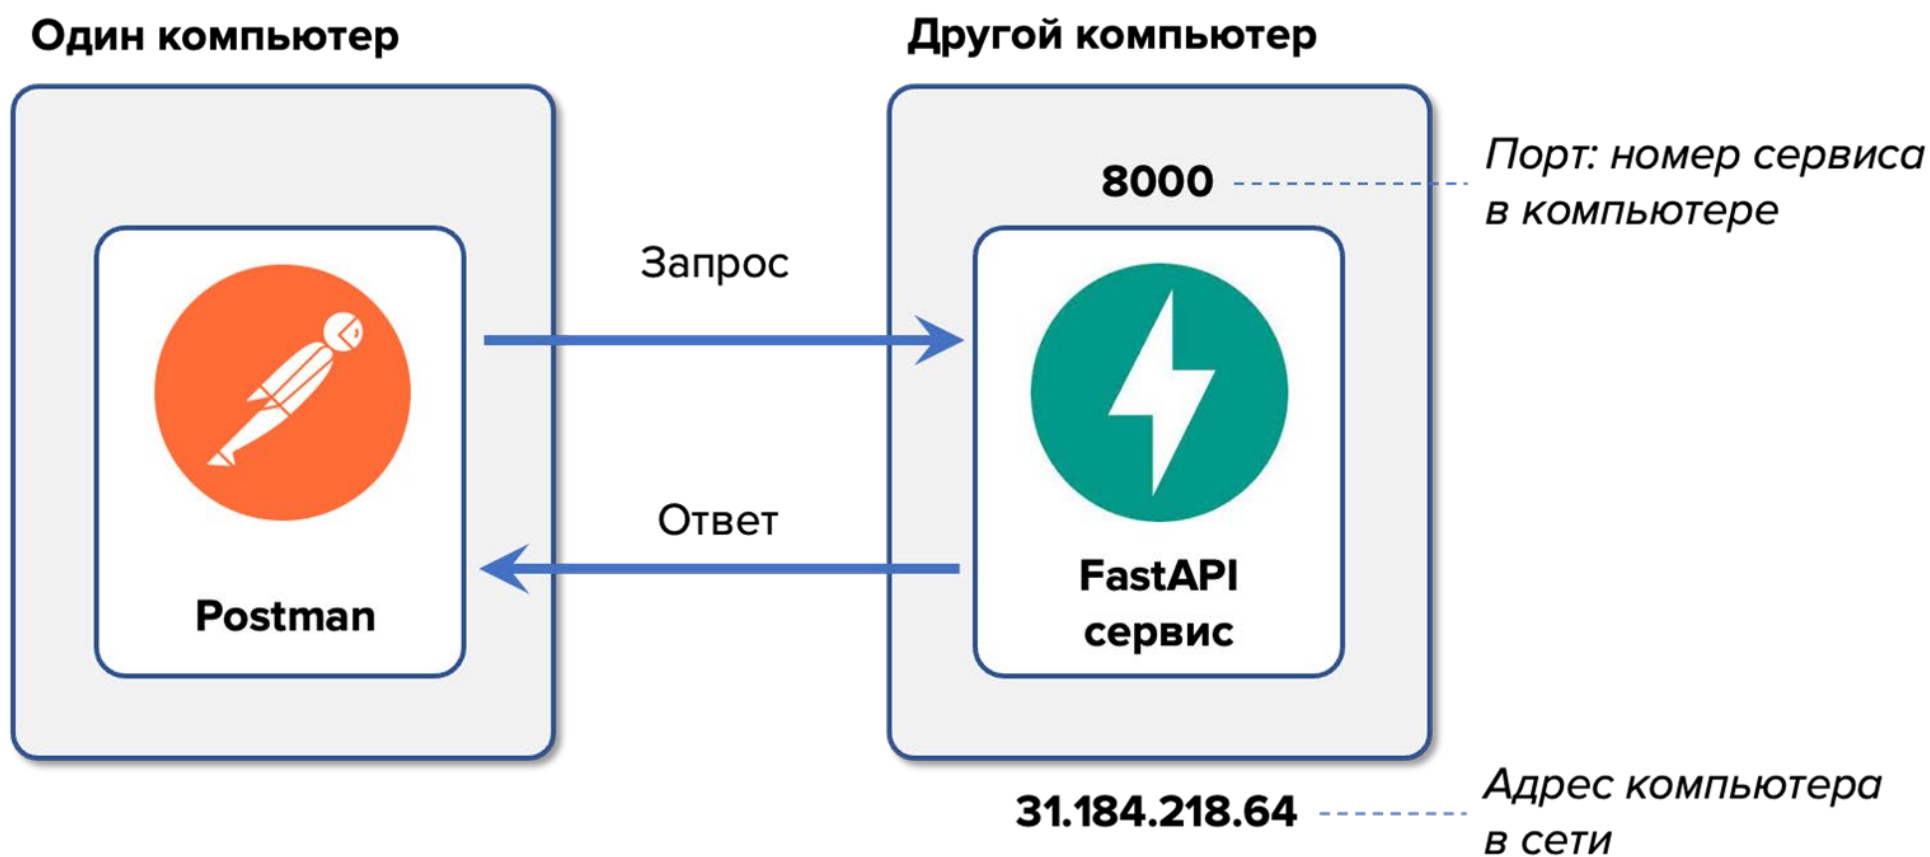 Один компьютер
Другой компьютер
8000
Порт: номер сервиса
в компьютере
Запрос
Ответ
Postman
FastAPI
сервис
31.184.218.64
Адрес компьютера
в сети